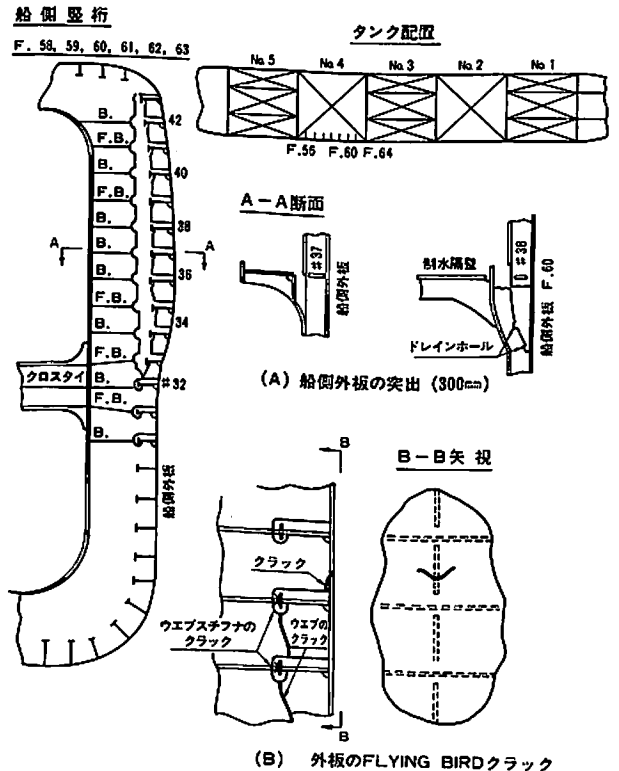 船側竪桁
F. 58, 59, 60, 61, 62, 63
B.
F.B.
B.
F.B.
B.
B.
B.
F.B.
B.
F.B.
クロスタイ
B.
F.B.
B.
42
40
38
36
34
#32
A
A
船側外板
タンク配置
No.5 No.4 No.3 No.2 No.1
F.56 F.60 F.64
A-A断面
#37
船側外板
制水隔壁
#38
船側外板 F.60
ドレインホール
(A) 船側外板の突出 (300mm)
B
B-B矢視
クラック
ウエブスチフナの
クラック
ウエブの
クラック
B
(B) 外板のFLYING BIRDクラック